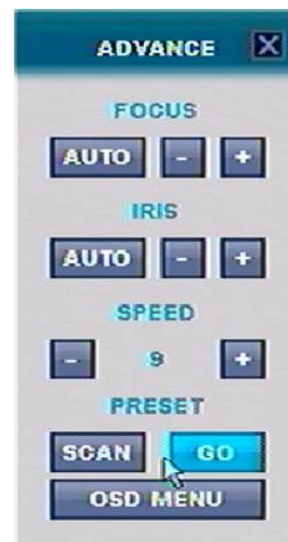 ADVANCE X
FOCUS
AUTO - +
IRIS
AUTO - +
SPEED
- 9 +
PRESET
SCAN GO
OSD MENU